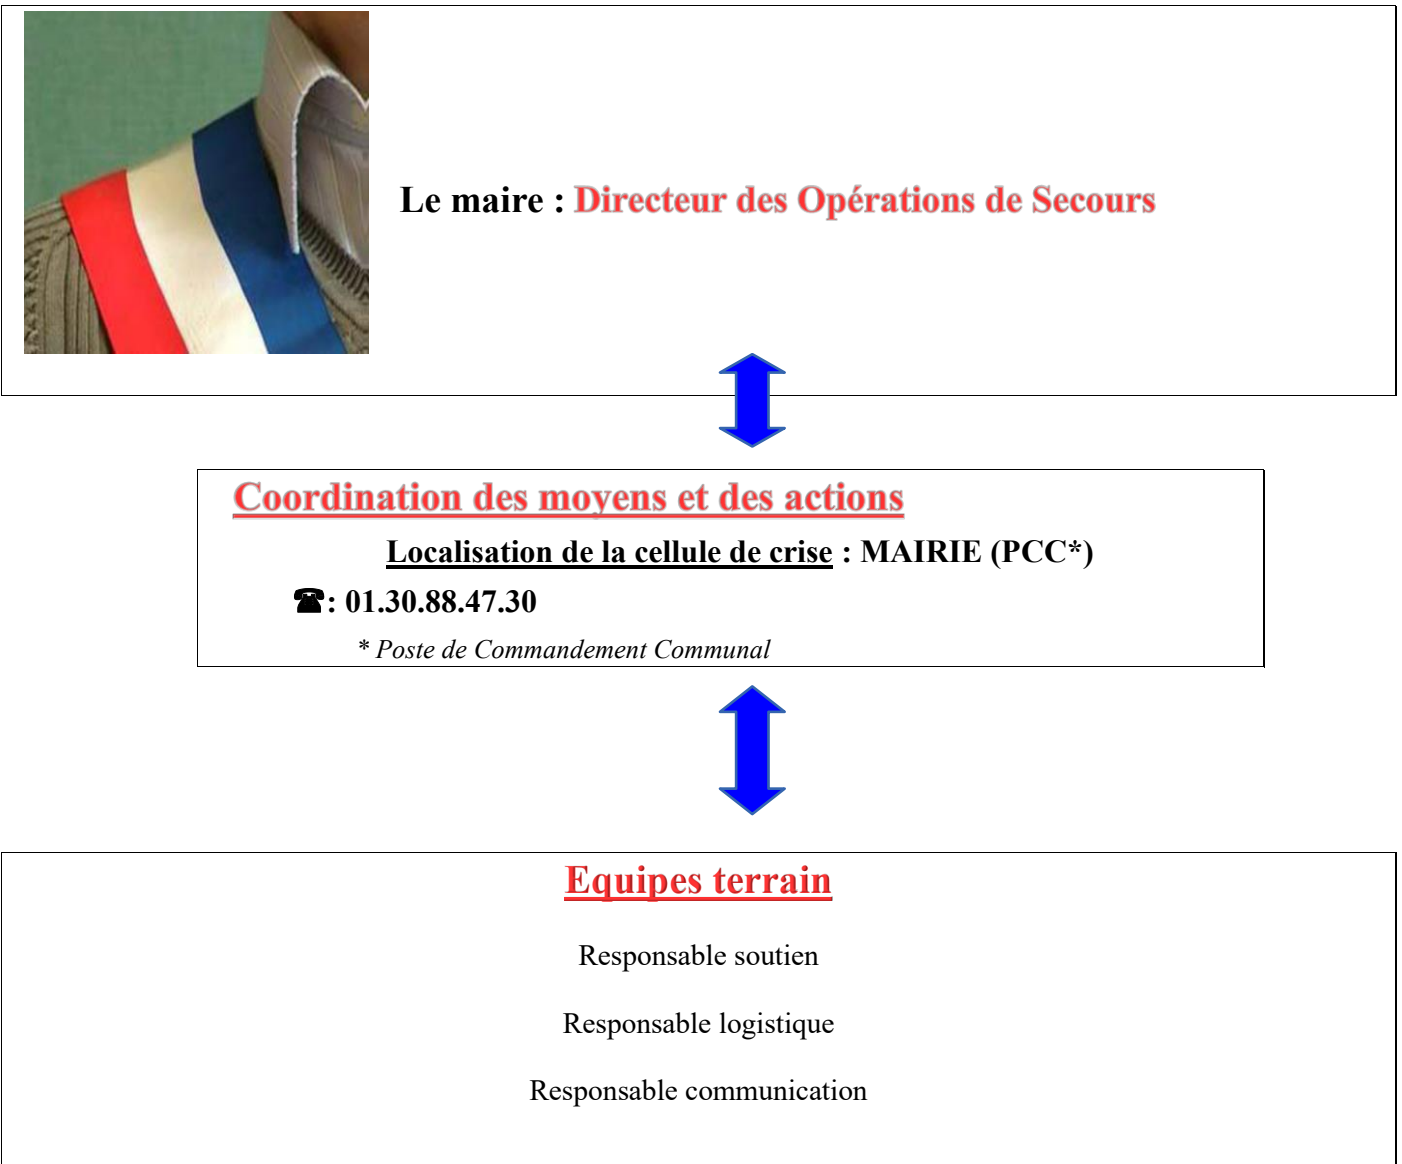 Le maire : Directeur des Opérations de Secours
Coordination des moyens et des actions
Localisation de la cellule de crise : MAIRIE (PCC*)
☎: 01.30.88.47.30
* Poste de Commandement Communal
Equipes terrain
Responsable soutien
Responsable logistique
Responsable communication